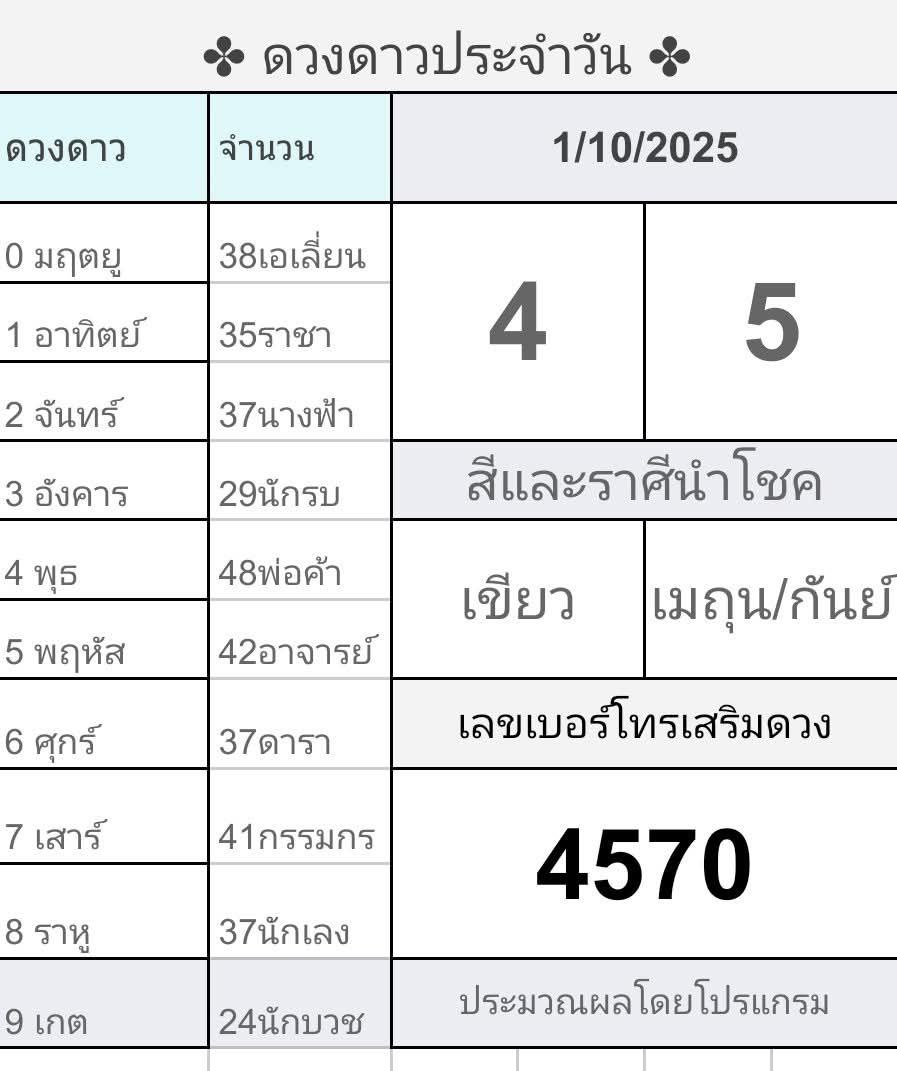 ✤ ดวงดาวประจำวัน ✤
ดวงดาว จำนวน 1/10/2025
0 มฤตยู 38เอเลี่ยน
1 อาทิตย์ 35ราชา
2 จันทร์ 37นางฟ้า
4 5
3 อังคาร 29นักรบ
สีและราศีนำโชค
4 พุธ 48พ่อค้า
5 พฤหัส 42อาจารย์
เขียว เมถุน/กันย์
6 ศุกร์ 37ดารา
เลขเบอร์โทรเสริมดวง
7 เสาร์ 41กรรมกร
8 ราหู 37นักเลง
4570
9 เกต 24นักบวช
ประมวณผลโดยโปรแกรม